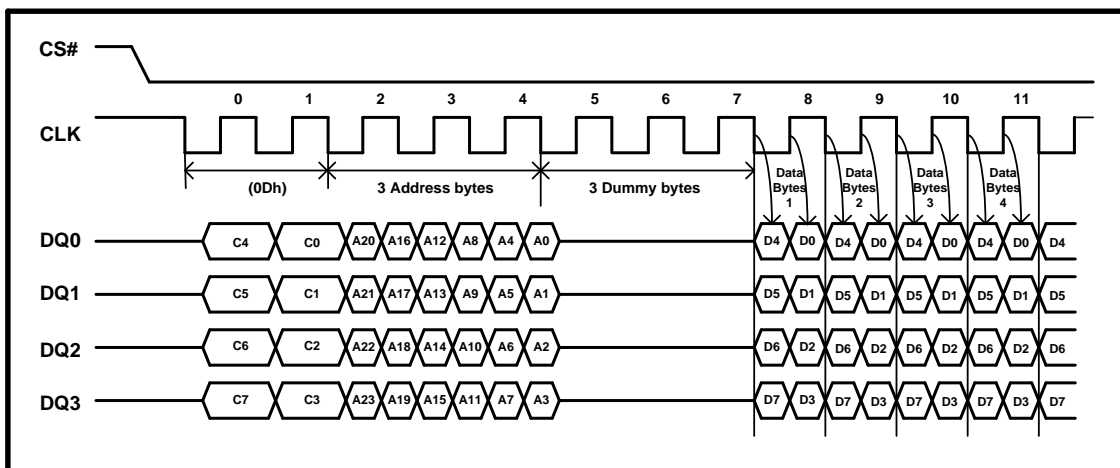 CS#
0 1 2 3 4 5 6 7 8 9 10 11
CLK
(0Dh) 3 Address bytes 3 Dummy bytes
Data Bytes 1
Data Bytes 2
Data Bytes 3
Data Bytes 4
DQ0 C4 C0 A20 A16 A12 A8 A4 A0 D4 D0 D4 D0 D4 D0 D4 D0 D4
DQ1 C5 C1 A21 A17 A13 A9 A5 A1 D5 D1 D5 D1 D5 D1 D5 D1 D5
DQ2 C6 C2 A22 A18 A14 A10 A6 A2 D6 D2 D6 D2 D6 D2 D6 D2 D6
DQ3 C7 C3 A23 A19 A15 A11 A7 A3 D7 D3 D7 D3 D7 D3 D7 D3 D7